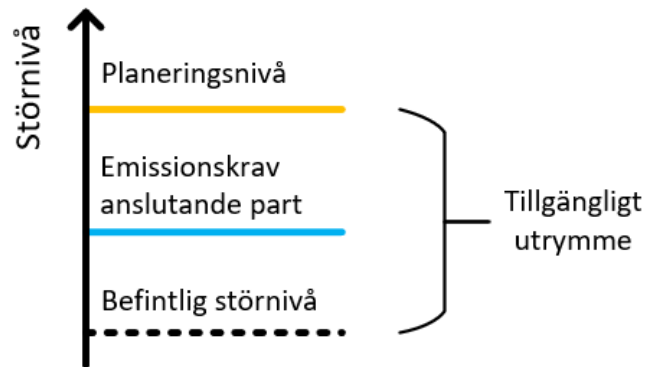 Störnivå
Planeringsnivå
Emissionskrav
anslutande part
Befintlig störnivå
Tillgängligt
utrymme